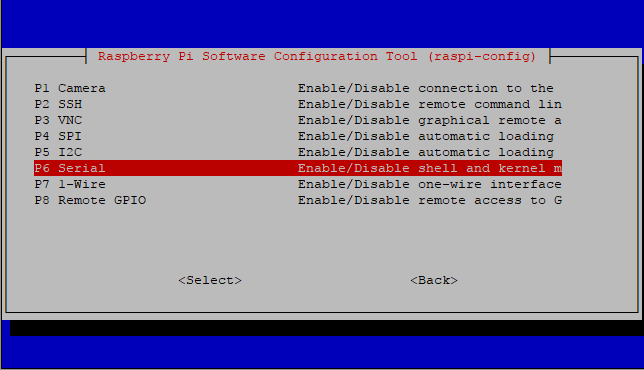 Raspberry Pi Software Configuration Tool (raspi-config)
P1 Camera Enable/Disable connection to the
P2 SSH Enable/Disable remote command lin
P3 VNC Enable/Disable graphical remote a
P4 SPI Enable/Disable automatic loading
P5 I2C Enable/Disable automatic loading
P6 Serial Enable/Disable shell and kernel m
P7 1-Wire Enable/Disable one-wire interface
P8 Remote GPIO Enable/Disable remote access to G
<Select> <Back>